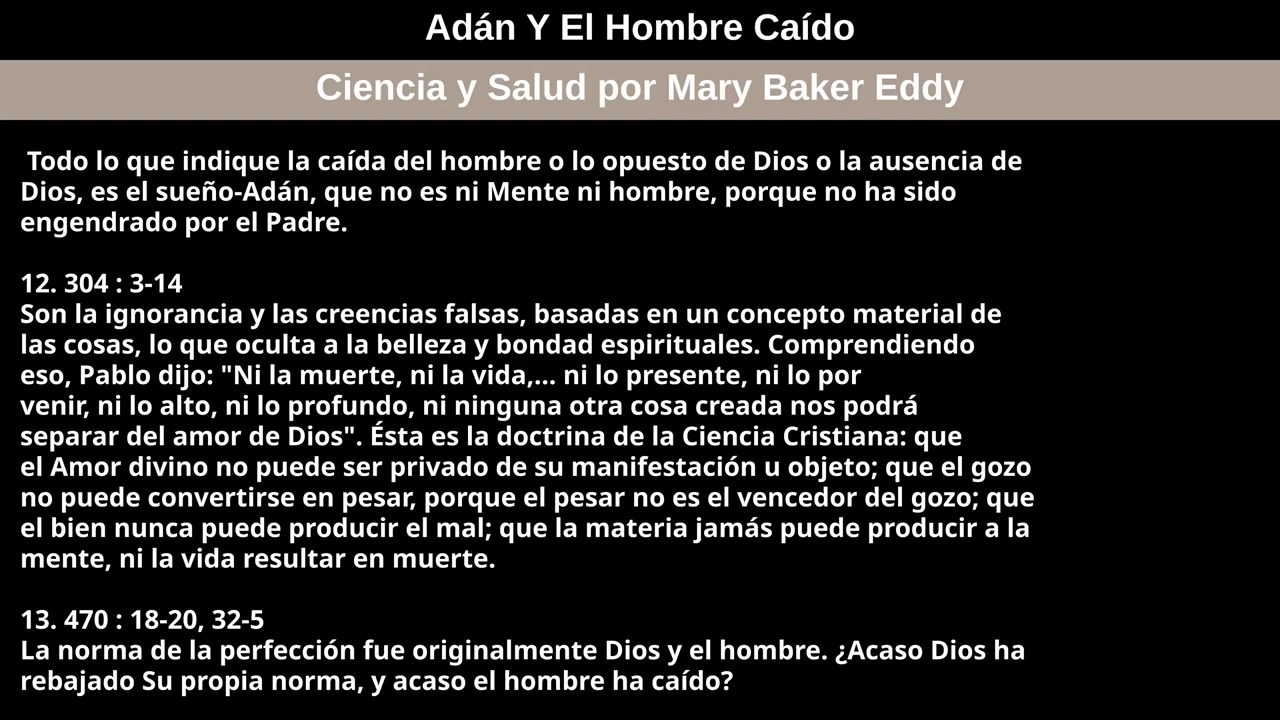 Adán Y El Hombre Caído
Ciencia y Salud por Mary Baker Eddy
Todo lo que indique la caída del hombre o lo opuesto de Dios o la ausencia de
Dios, es el sueño-Adán, que no es ni Mente ni hombre, porque no ha sido
engendrado por el Padre.
12. 304 : 3-14
Son la ignorancia y las creencias falsas, basadas en un concepto material de
las cosas, lo que oculta a la belleza y bondad espirituales. Comprendiendo
eso, Pablo dijo: "Ni la muerte, ni la vida,... ni lo presente, ni lo por
venir, ni lo alto, ni lo profundo, ni ninguna otra cosa creada nos podrá
separar del amor de Dios". Ésta es la doctrina de la Ciencia Cristiana: que
el Amor divino no puede ser privado de su manifestación u objeto; que el gozo
no puede convertirse en pesar, porque el pesar no es el vencedor del gozo; que
el bien nunca puede producir el mal; que la materia jamás puede producir a la
mente, ni la vida resultar en muerte.
13. 470 : 18-20, 32-5
La norma de la perfección fue originalmente Dios y el hombre. ¿Acaso Dios ha
rebajado Su propia norma, y acaso el hombre ha caído?